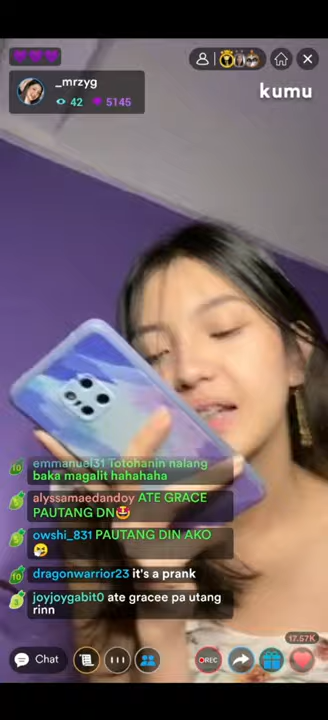 _mrzyg
42 5145
kumu
emmanuel31 Totohanin nalang
baka magalit hahahaha
alyssamaedandoy ATE GRACE
PAUTANG DN
owshi_831 PAUTANG DIN AKO
dragonwarrior23 it's a prank
joyjoygabit0 ate gracee pa utang
rinn
17.57K
Chat
REC